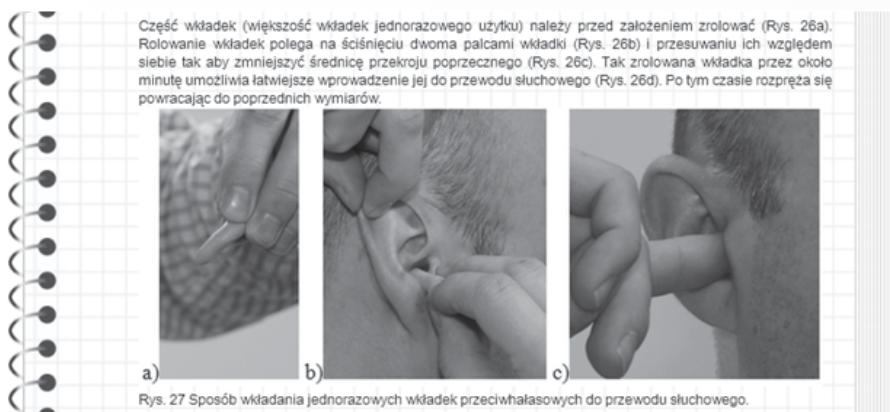 Część wkładek (większość wkładek jednorazowego użytku) należy przed założeniem zrolować (Rys. 26a).
Rolowanie wkładek polega na ściśnięciu dwoma palcami wkładki (Rys. 26b) i przesuwaniu ich względem
siebie tak aby zmniejszyć średnicę przekroju poprzecznego (Rys. 26c). Tak zrolowana wkładka przez około
minutę umożliwia łatwiejsze wprowadzenie jej do przewodu słuchowego (Rys. 26d). Po tym czasie rozpręża się
powracając do poprzednich wymiarów.
a) b) c)
Rys. 27 Sposób wkładania jednorazowych wkładek przeciwhałasowych do przewodu słuchowego.